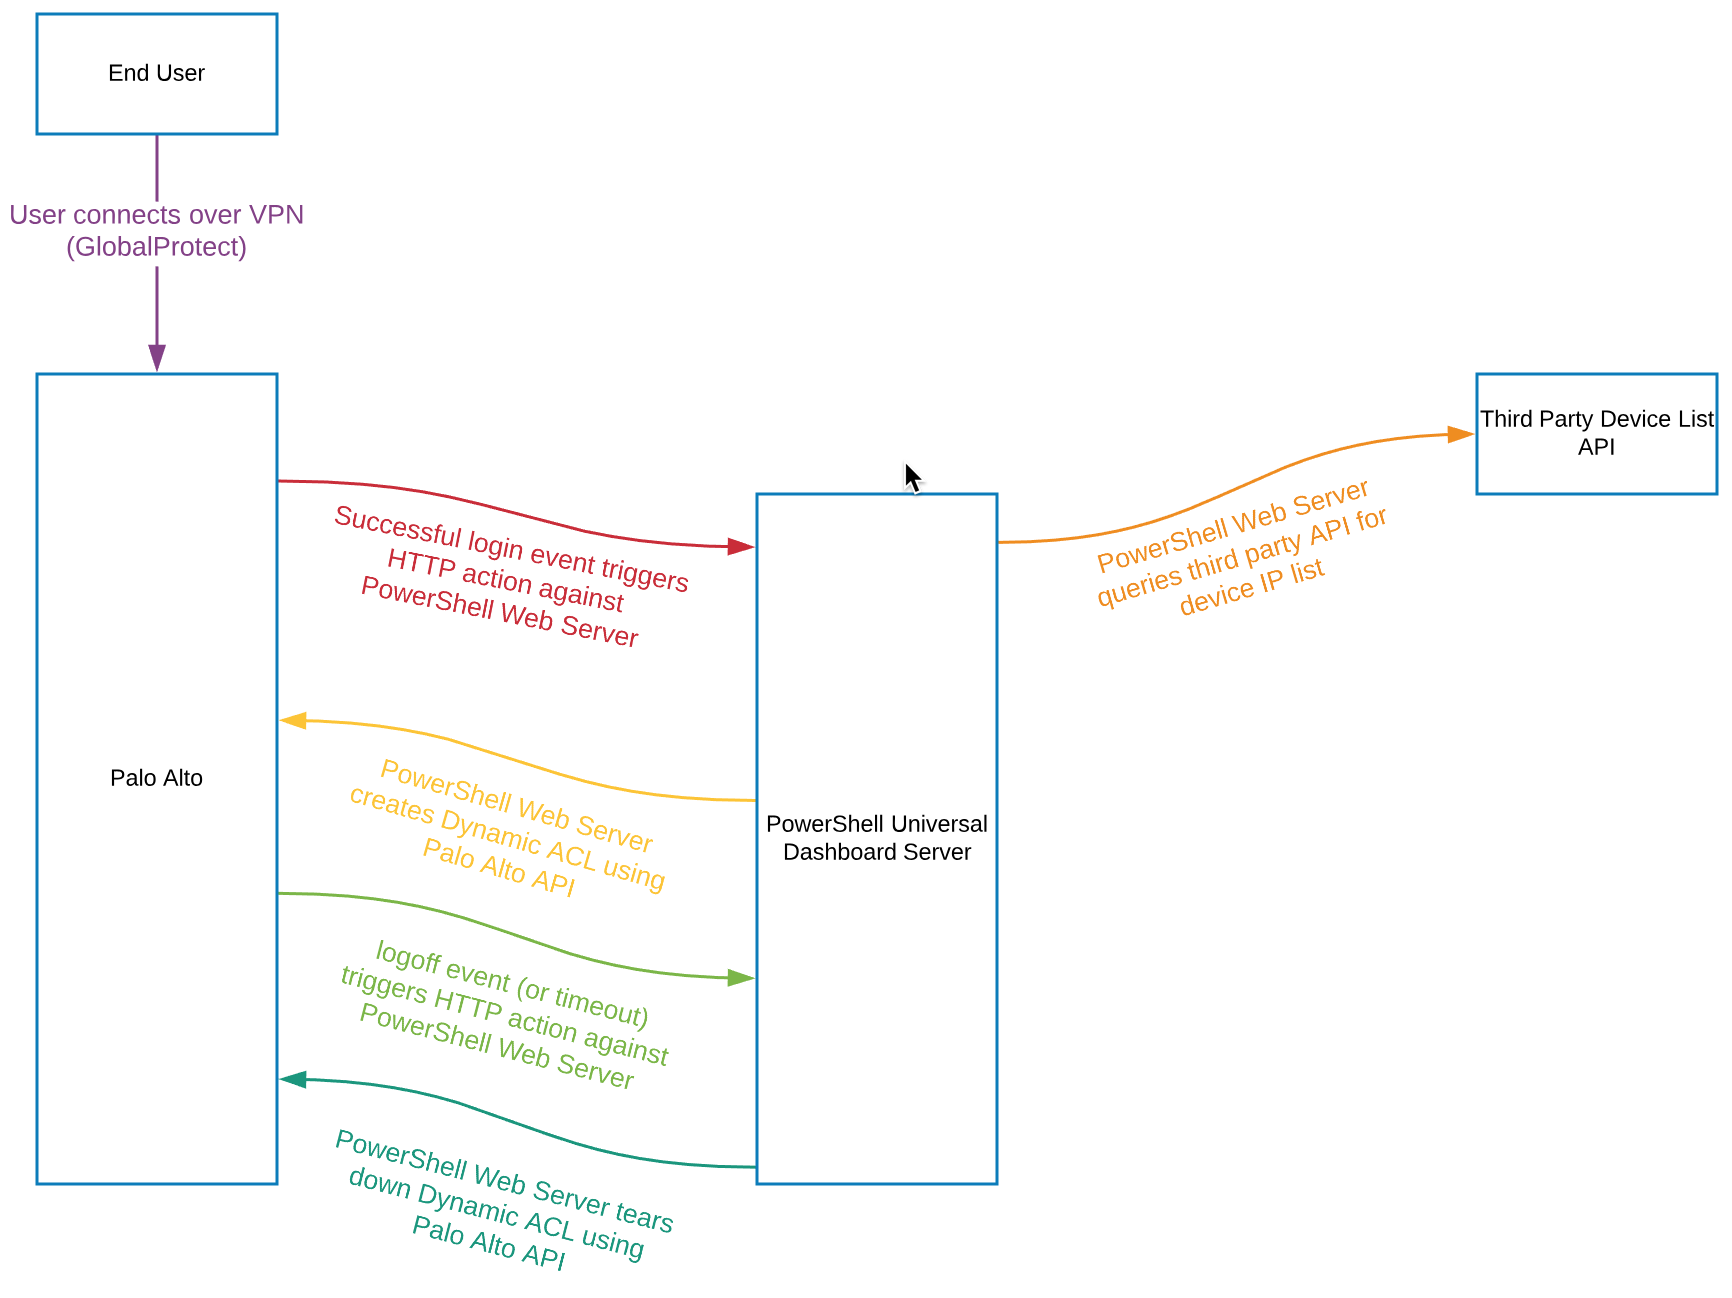 End User
User connects over VPN
(GlobalProtect)
Third Party Device List
API
Successful login event triggers
HTTP action against
PowerShell Web Server
PowerShell Web Server
queries third party API for
device IP list
Palo Alto
PowerShell Web Server
creates Dynamic ACL using
Palo Alto API
PowerShell Universal
Dashboard Server
logoff event (or timeout)
triggers HTTP action against
PowerShell Web Server
PowerShell Web Server tears
down Dynamic ACL using
Palo Alto API